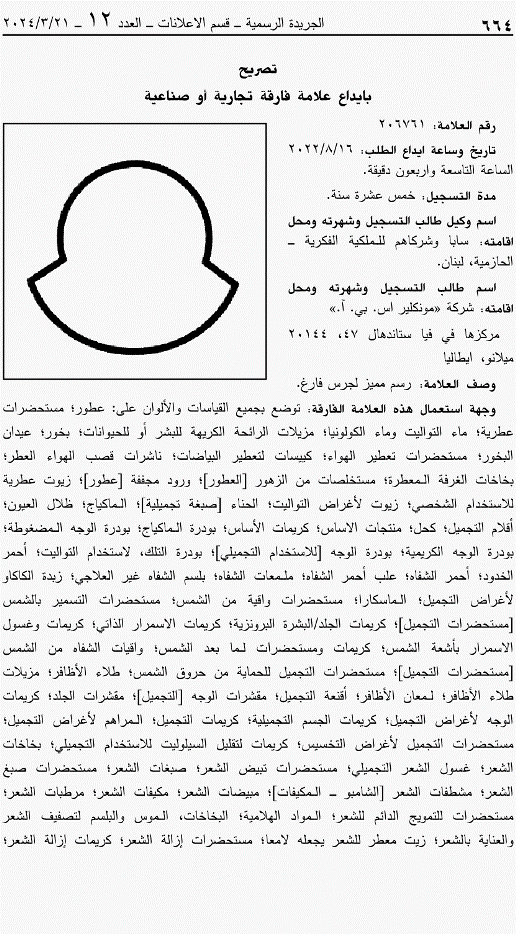 ٦٦٤ الجريدة الرسمية ــ قسم الاعلانات ــ العدد ١٢ ــ ٢٠٢٤/٣/٢١
تصريح
بايداع علامة فارقة تجارية أو صناعية
رقم العلامة: ٢٠٦٧٦١
تاريخ وساعة ايداع الطلب: ٢٠٢٢/٨/١٦
الساعة التاسعة واربعون دقيقة.
مدة التسجيل: خمس عشرة سنة.
اسم وكيل طالب التسجيل وشهرته ومحل
اقامته: سابا وشركاهم للملكية الفكرية ــ
الحازمية، لبنان.
اسم طالب التسجيل وشهرته ومحل
اقامته: شركة «مونكلير اس. بي. آ.»
مركزها في فيا ستاندهال ٤٧، ٢٠١٤٤
ميلانو، ايطاليا
وصف العلامة: رسم مميز لجرس فارغ.
وجهة استعمال هذه العلامة الفارقة: توضع بجميع القياسات والألوان على: عطور؛ مستحضرات
عطرية؛ ماء التواليت وماء الكولونيا؛ مزيلات الرائحة الكريهة للبشر أو للحيوانات؛ بخور؛ عيدان
البخور؛ مستحضرات تعطير الهواء؛ كييسات لتعطير البياضات؛ ناشرات قصب الهواء العطر؛
بخاخات الغرفة المعطرة؛ مستخلصات من الزهور [العطور]؛ ورود مجففة [عطور]؛ زيوت عطرية
للاستخدام الشخصي؛ زيوت لأغراض التواليت؛ الحناء [صبغة تجميلية]؛ الماكياج؛ ظلال العيون؛
أقلام التجميل؛ كحل؛ منتجات الاساس؛ كريمات الأساس؛ بودرة الماكياج؛ بودرة الوجه المضغوطة؛
بودرة الوجه الكريمية؛ بودرة الوجه [للاستخدام التجميلي]؛ بودرة التلك، لاستخدام التواليت؛ أحمر
الخدود؛ أحمر الشفاه؛ علب أحمر الشفاه؛ ملمعات الشفاه؛ بلسم الشفاه غير العلاجي؛ زبدة الكاكاو
لأغراض التجميل؛ الماسكارا؛ مستحضرات واقية من الشمس؛ مستحضرات التسمير بالشمس
[مستحضرات التجميل]؛ كريمات الجلد/البشرة البرونزية؛ كريمات الاسمرار الذاتي؛ كريمات وغسول
الاسمرار بأشعة الشمس؛ كريمات ومستحضرات لما بعد الشمس؛ واقيات الشفاه من الشمس
[مستحضرات التجميل]؛ مستحضرات التجميل للحماية من حروق الشمس؛ طلاء الأظافر؛ مزيلات
طلاء الأظافر؛ لمعان الأظافر؛ أقنعة التجميل؛ مقشرات الوجه [التجميل]؛ مقشرات الجلد؛ كريمات
الوجه لأغراض التجميل؛ كريمات الجسم التجميلية؛ كريمات التجميل؛ المراهم لأغراض التجميل؛
مستحضرات التجميل لأغراض التخسيس؛ كريمات لتقليل السيلوليت للاستخدام التجميلي؛ بخاخات
الشعر؛ غسول الشعر التجميلي؛ مستحضرات تبيض الشعر؛ صبغات الشعر؛ مستحضرات صبغ
الشعر؛ مشطفات الشعر [الشامبو ــ المكيفات]؛ مبيضات الشعر؛ مكيفات الشعر؛ مرطبات الشعر؛
مستحضرات للتمويج الدائم للشعر؛ المواد الهلامية؛ البخاخات، الموس والبلسم لتصفيف الشعر
والعناية بالشعر؛ زيت معطر للشعر يجعله لامعا؛ مستحضرات إزالة الشعر؛ كريمات إزالة الشعر؛